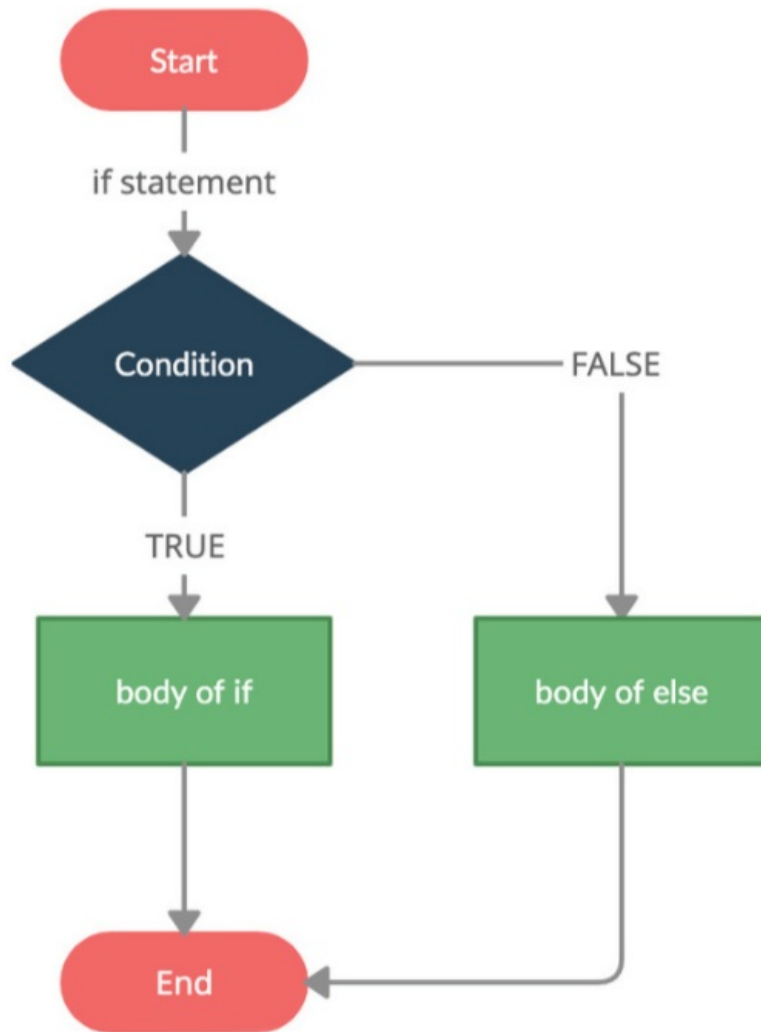 Start
if statement
Condition
FALSE
TRUE
body of if
body of else
End